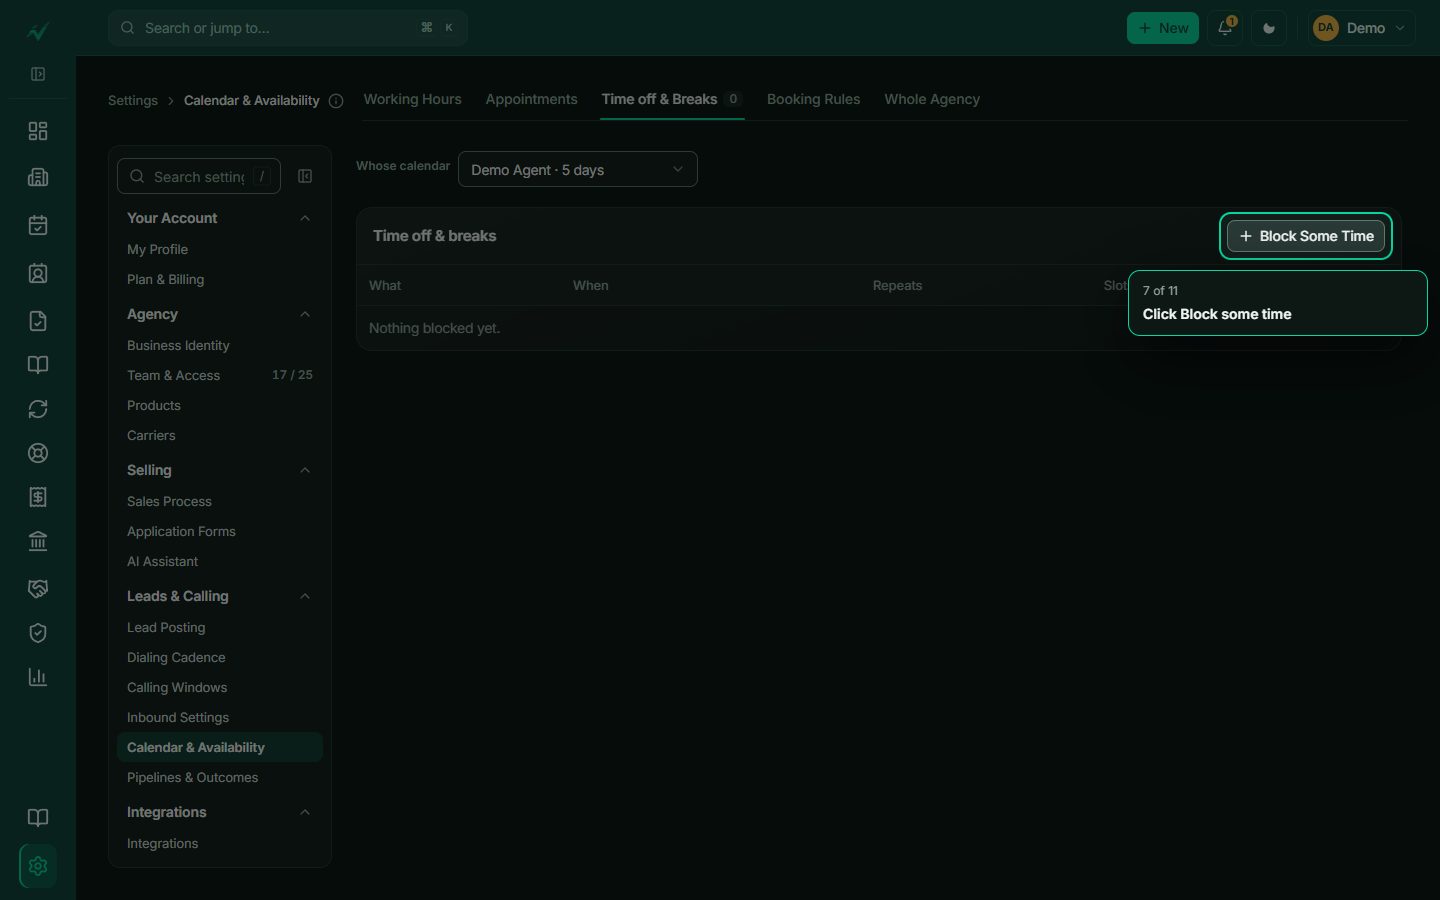 Search or jump to...
⌘ K
+ New
1
DA
Demo
Settings
Calendar & Availability
Working Hours
Appointments
Time off & Breaks 0
Booking Rules
Whole Agency
Search settin
/
Whose calendar
Demo Agent · 5 days
Your Account
My Profile
Plan & Billing
Agency
Business Identity
Team & Access 17 / 25
Products
Carriers
Selling
Sales Process
Application Forms
AI Assistant
Leads & Calling
Lead Posting
Dialing Cadence
Calling Windows
Inbound Settings
Calendar & Availability
Pipelines & Outcomes
Integrations
Integrations
Time off & breaks
+ Block Some Time
What
When
Repeats
Slot
Nothing blocked yet.
7 of 11
Click Block some time